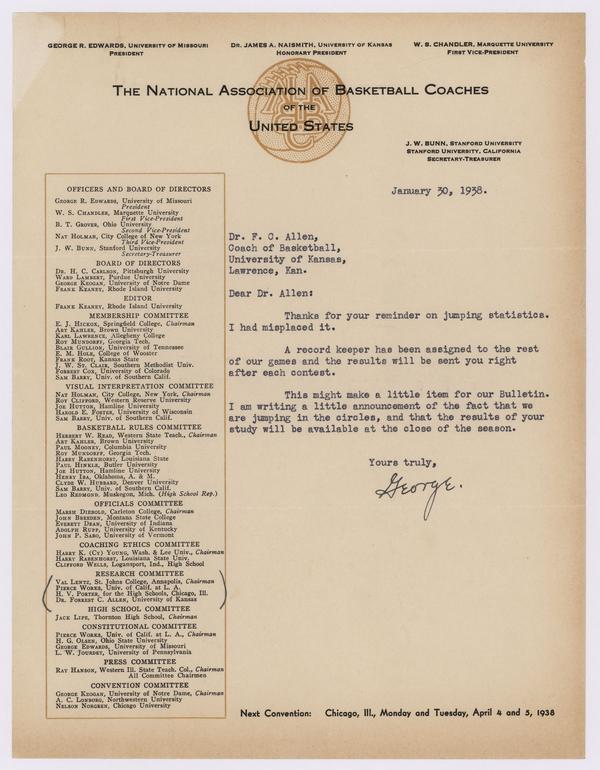 GEORGE R. EDWARDS, UNIVERSITY OF MISSOURI
PRESIDENT
DR. JAMES A. NAISMITH, UNIVERSITY OF KANSAS
HONORARY PRESIDENT
W. S. CHANDLER, MARQUETTE UNIVERSITY
FIRST VICE-PRESIDENT
THE NATIONAL ASSOCIATION OF BASKETBALL COACHES
OF THE
UNITED STATES
J. W. BUNN, STANFORD UNIVERSITY
STANFORD UNIVERSITY, CALIFORNIA
SECRETARY-TREASURER
OFFICERS AND BOARD OF DIRECTORS
GEORGE R. EDWARDS, University of Missouri
President
W. S. CHANDLER, Marquette University
First Vice-President
B. T. GROVER, Ohio University
Second Vice-President
NAT HOLMAN, City College of New York
Third Vice-President
J. W. BUNN, Stanford University
Secretary-Treasurer
BOARD OF DIRECTORS
DR. H. C. CARLSON, Pittsburgh University
WARD LAMBERT, Purdue University
GEORGE KEOGAN, University of Notre Dame
FRANK KEANEY, Rhode Island University
EDITOR
FRANK KEANEY, Rhode Island University
MEMBERSHIP COMMITTEE
E. J. HICKOX, Springfield College, Chairman
ART KAHLER, Brown University
KARL LAWRENCE, Allegheny College
ROY MUNDORFF, Georgia Tech.
BLAIR GULLION, University of Tennessee
E. M. HOLE, College of Wooster
FRANK ROOT, Kansas State
J. W. ST. CLAIR, Southern Methodist Univ.
FORREST COX, University of Colorado
SAM BARRY, Univ. of Southern Calif.
VISUAL INTERPRETATION COMMITTEE
NAT HOLMAN, City College, New York, Chairman
ROY CLIFFORD, Western Reserve University
JOE HUTTON, Hamline University
HAROLD E. FOSTER, University of Wisconsin
SAM BARRY, Univ. of Southern Calif.
BASKETBALL RULES COMMITTEE
HERBERT W. READ, Western State Teach., Chairman
ART KAHLER, Brown University
PAUL MOONEY, Columbia University
ROY MUNDORFF, Georgia Tech.
HARRY RABENHORST, Louisiana State
PAUL HINKLE, Butler University
JOE HUTTON, Hamline University
HENRY IBA, Oklahoma, A. & M.
CLYDE W. HUBBARD, Denver University
SAM BARRY, Univ. of Southern Calif.
LEO REDMOND, Muskegon, Mich. (High School Rep.)
OFFICIALS COMMITTEE
MARSH DIEBOLD, Carleton College, Chairman
JOHN BREEDEN, Montana State College
EVERETT DEAN, University of Indiana
ADOLPH RUPP, University of Kentucky
JOHN P. SABO, University of Vermont
COACHING ETHICS COMMITTEE
HARRY K. (CY) YOUNG, Wash. & Lee Univ., Chairman
HARRY RABENHORST, Louisiana State Univ.
CLIFFORD WELLS, Logansport, Ind., High School
RESEARCH COMMITTEE
VAL LENTZ, St. Johns College, Annapolis, Chairman
PIERCE WORKS, Univ. of Calif. at L. A.
H. V. PORTER, for the High Schools, Chicago, Ill.
DR. FORREST C. ALLEN, University of Kansas
HIGH SCHOOL COMMITTEE
JACK LIPE, Thornton High School, Chairman
CONSTITUTIONAL COMMITTEE
PIERCE WORKS, Univ. of Calif. at L. A., Chairman
H. G. OLSEN, Ohio State University
GEORGE EDWARDS, University of Missouri
L. W. JOURDET, University of Pennsylvania
PRESS COMMITTEE
RAY HANSON, Western Ill. State Teach. Col., Chairman
All Committee Chairmen
CONVENTION COMMITTEE
GEORGE KEOGAN, University of Notre Dame, Chairman
A. C. LONBORG, Northwestern University
NELSON NORGREN, Chicago University
January 30, 1938.
Dr. F. C. Allen,
Coach of Basketball,
University of Kansas,
Lawrence, Kan.
Dear Dr. Allen:
Thanks for your reminder on jumping statistics.
I had misplaced it.
A record keeper has been assigned to the rest
of our games and the results will be sent you right
after each contest.
This might make a little item for our Bulletin.
I am writing a little announcement of the fact that we
are jumping in the circles, and that the results of your
study will be available at the close of the season.
Yours truly,
George.
Next Convention: Chicago, Ill., Monday and Tuesday, April 4 and 5, 1938